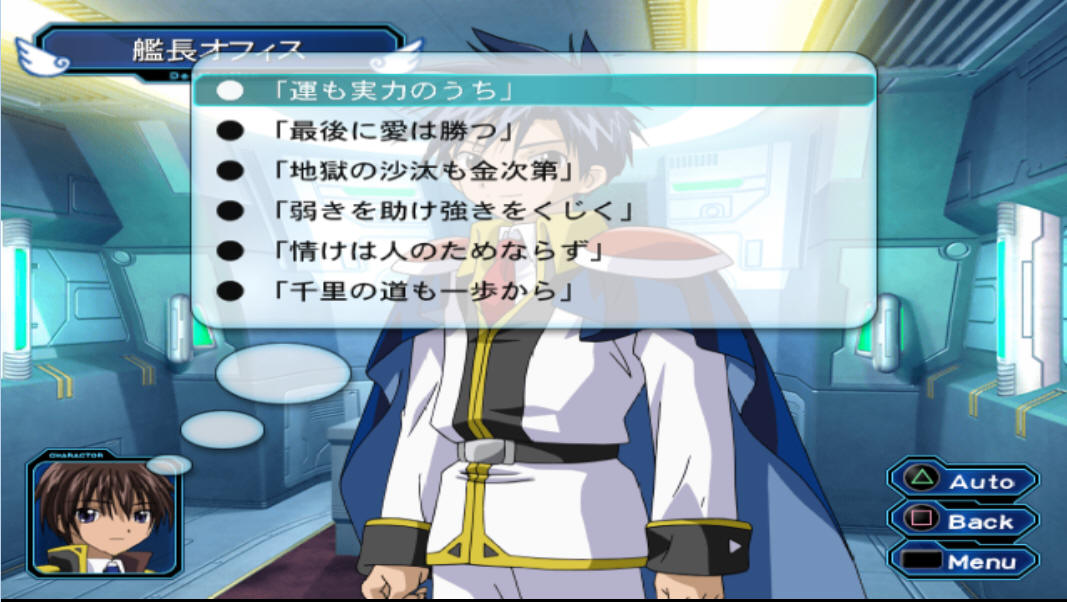 艦長オフィス
「運も実力のうち」
「最後に愛は勝つ」
「地獄の沙汰も金次第」
「弱きを助け強きをくじく」
「情けは人のためならず」
「千里の道も一歩から」
CHARACTOR
Auto
Back
Menu